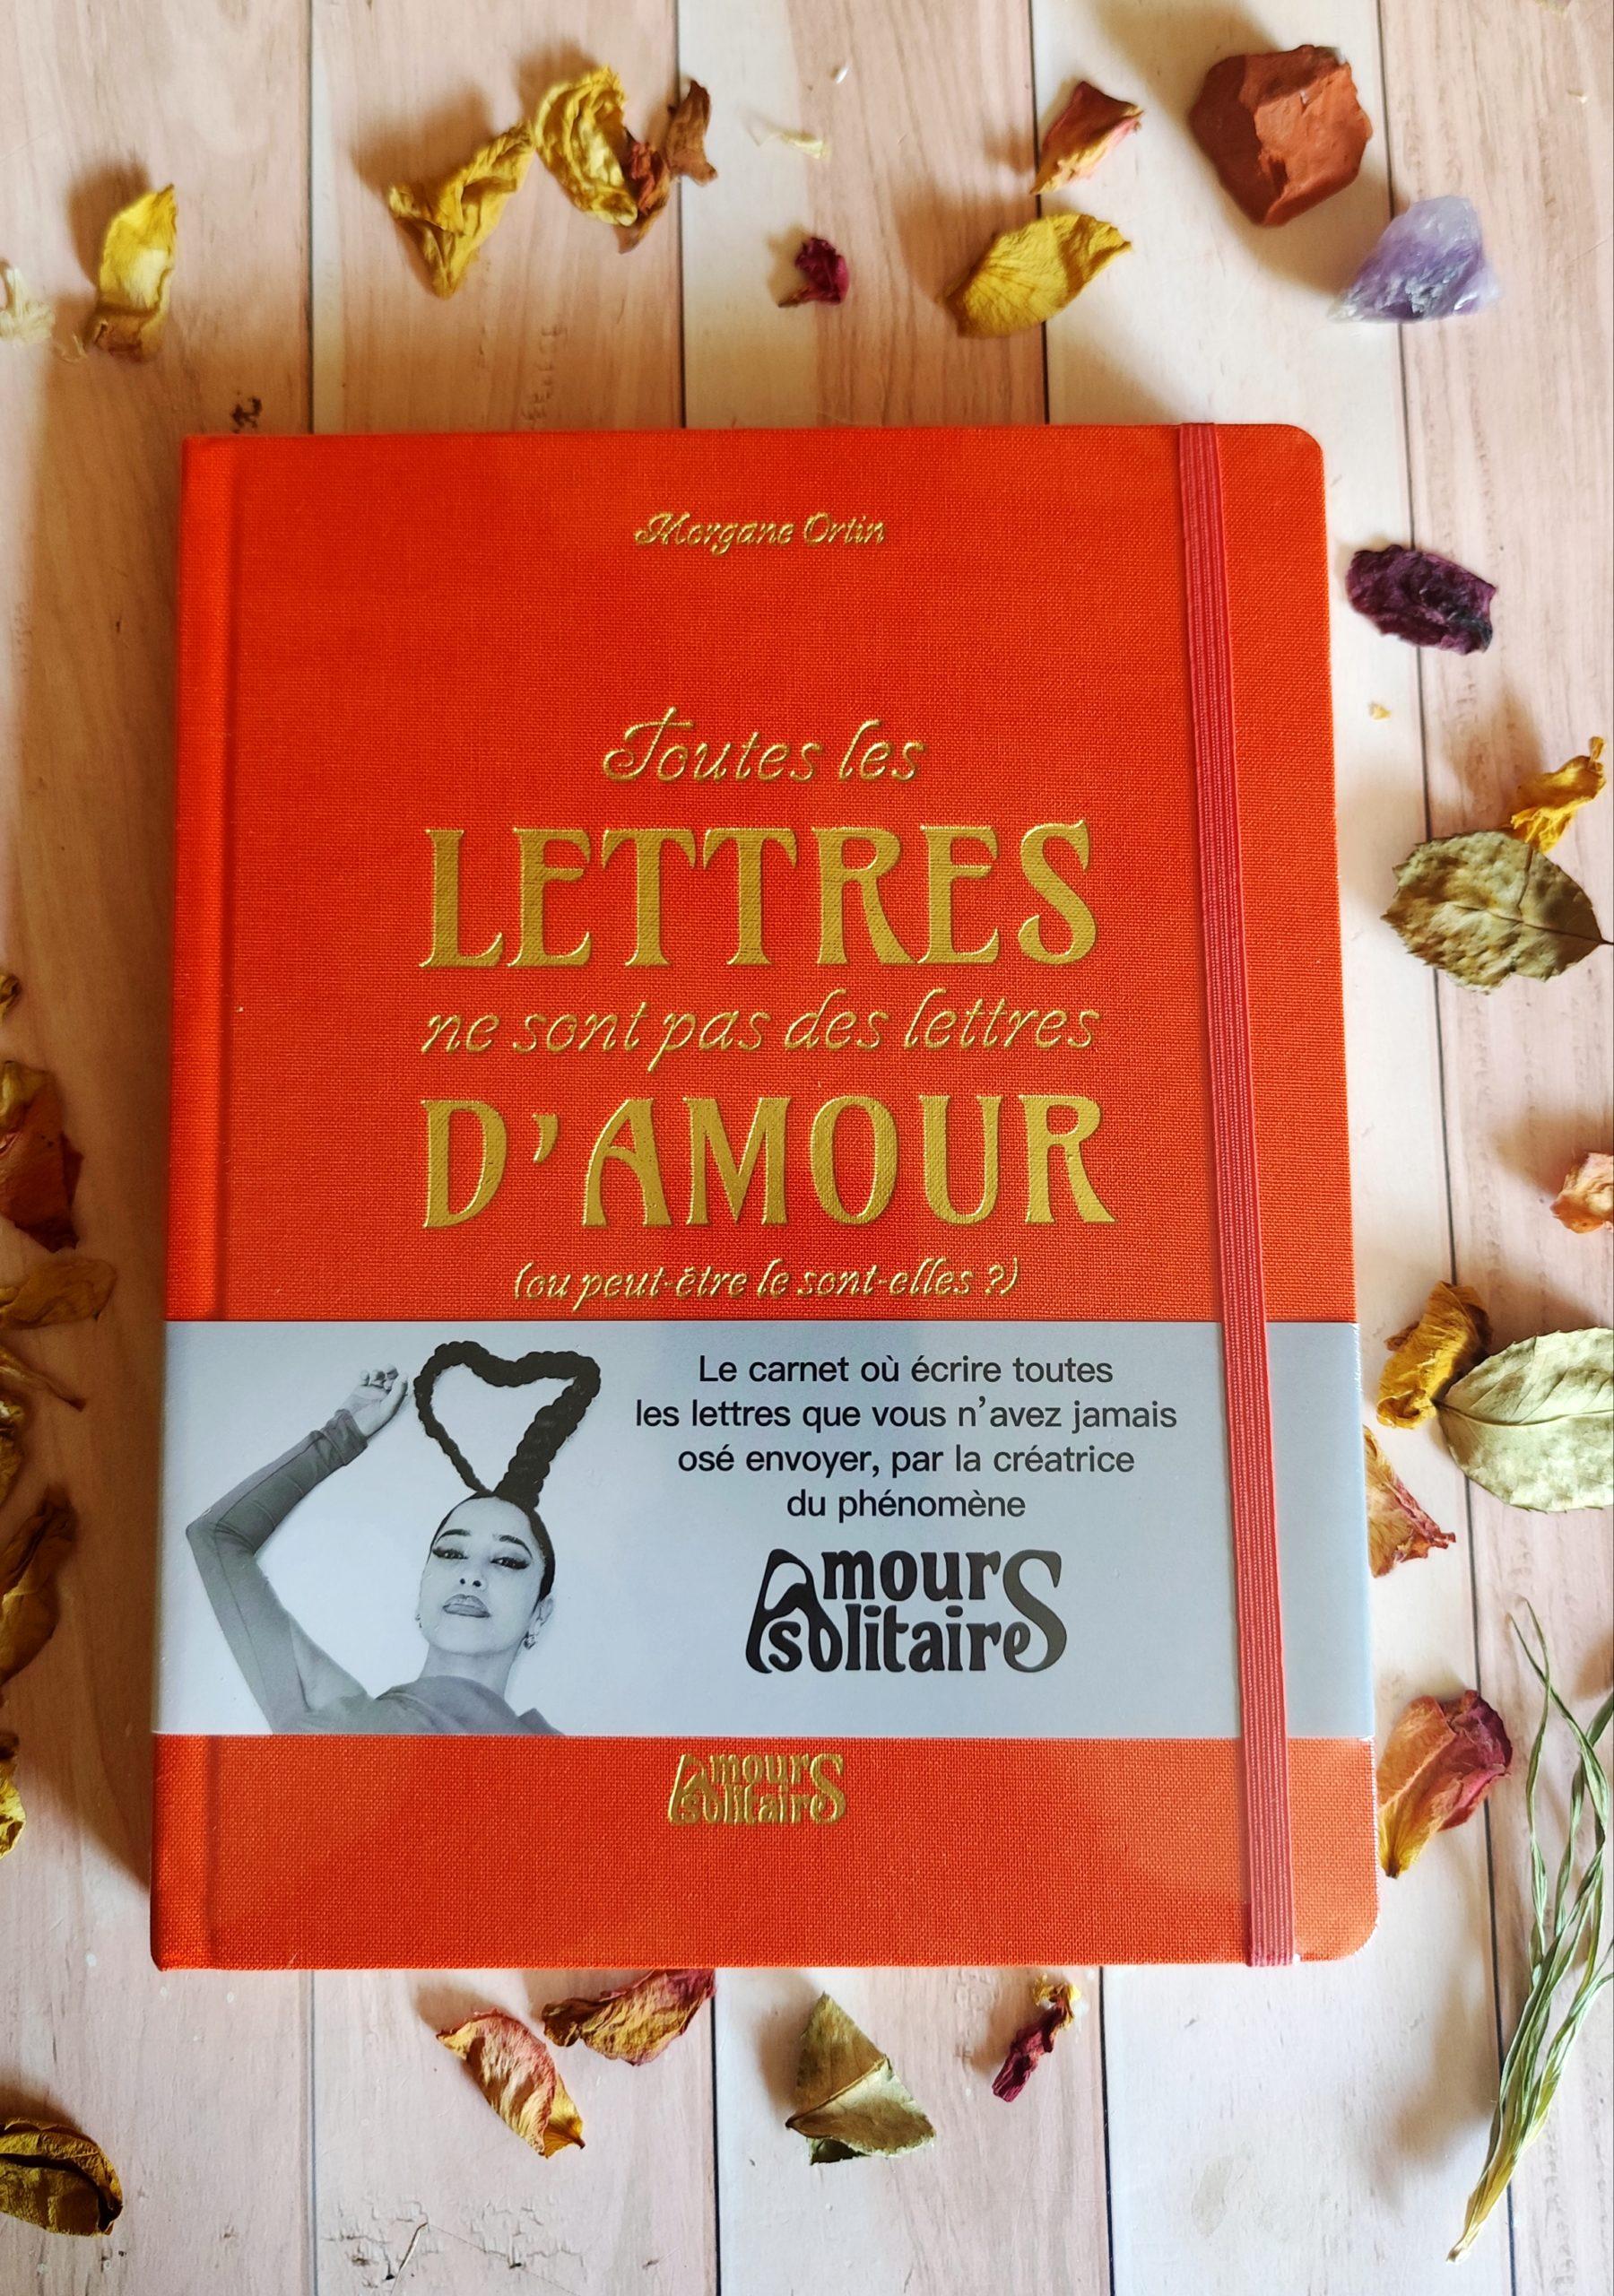 Morgane Ortin
Toutes les
LETTRES
ne sont pas des lettres
D'AMOUR
(ou peut-être le sont-elles ?)
Le carnet où écrire toutes
les lettres que vous n'avez jamais
osé envoyer, par la créatrice
du phénomène
AmourS
solitaireS
AmourS
solitaireS